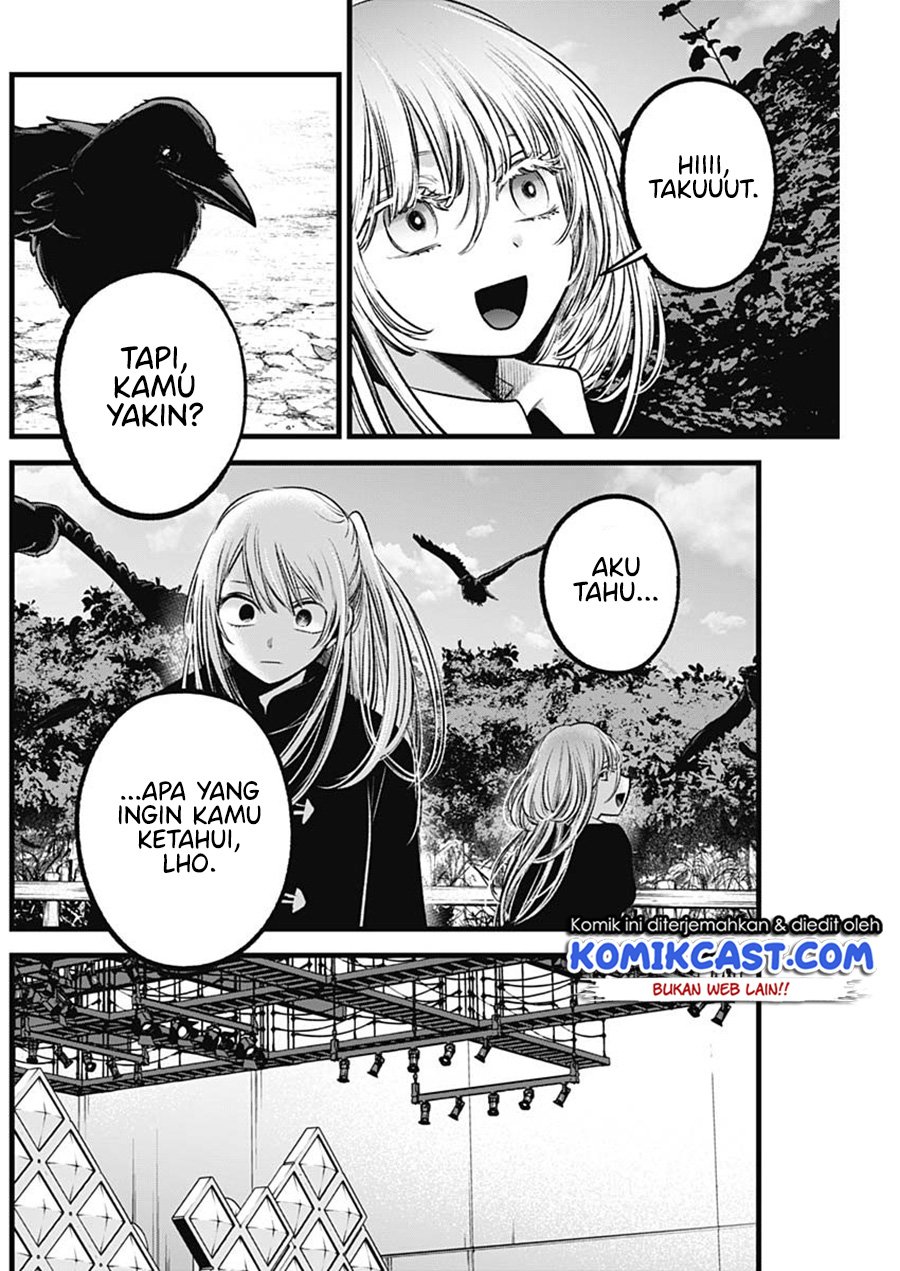 HIIII,
TAKUUUT.
TAPI,
KAMU
YAKIN?
AKU
TAHU...
...APA YANG
INGIN KAMU
KETAHUI,
LHO.
Komik ini diterjemahkan & diedit oleh
KOMIKCAST.COM
BUKAN WEB LAIN!!